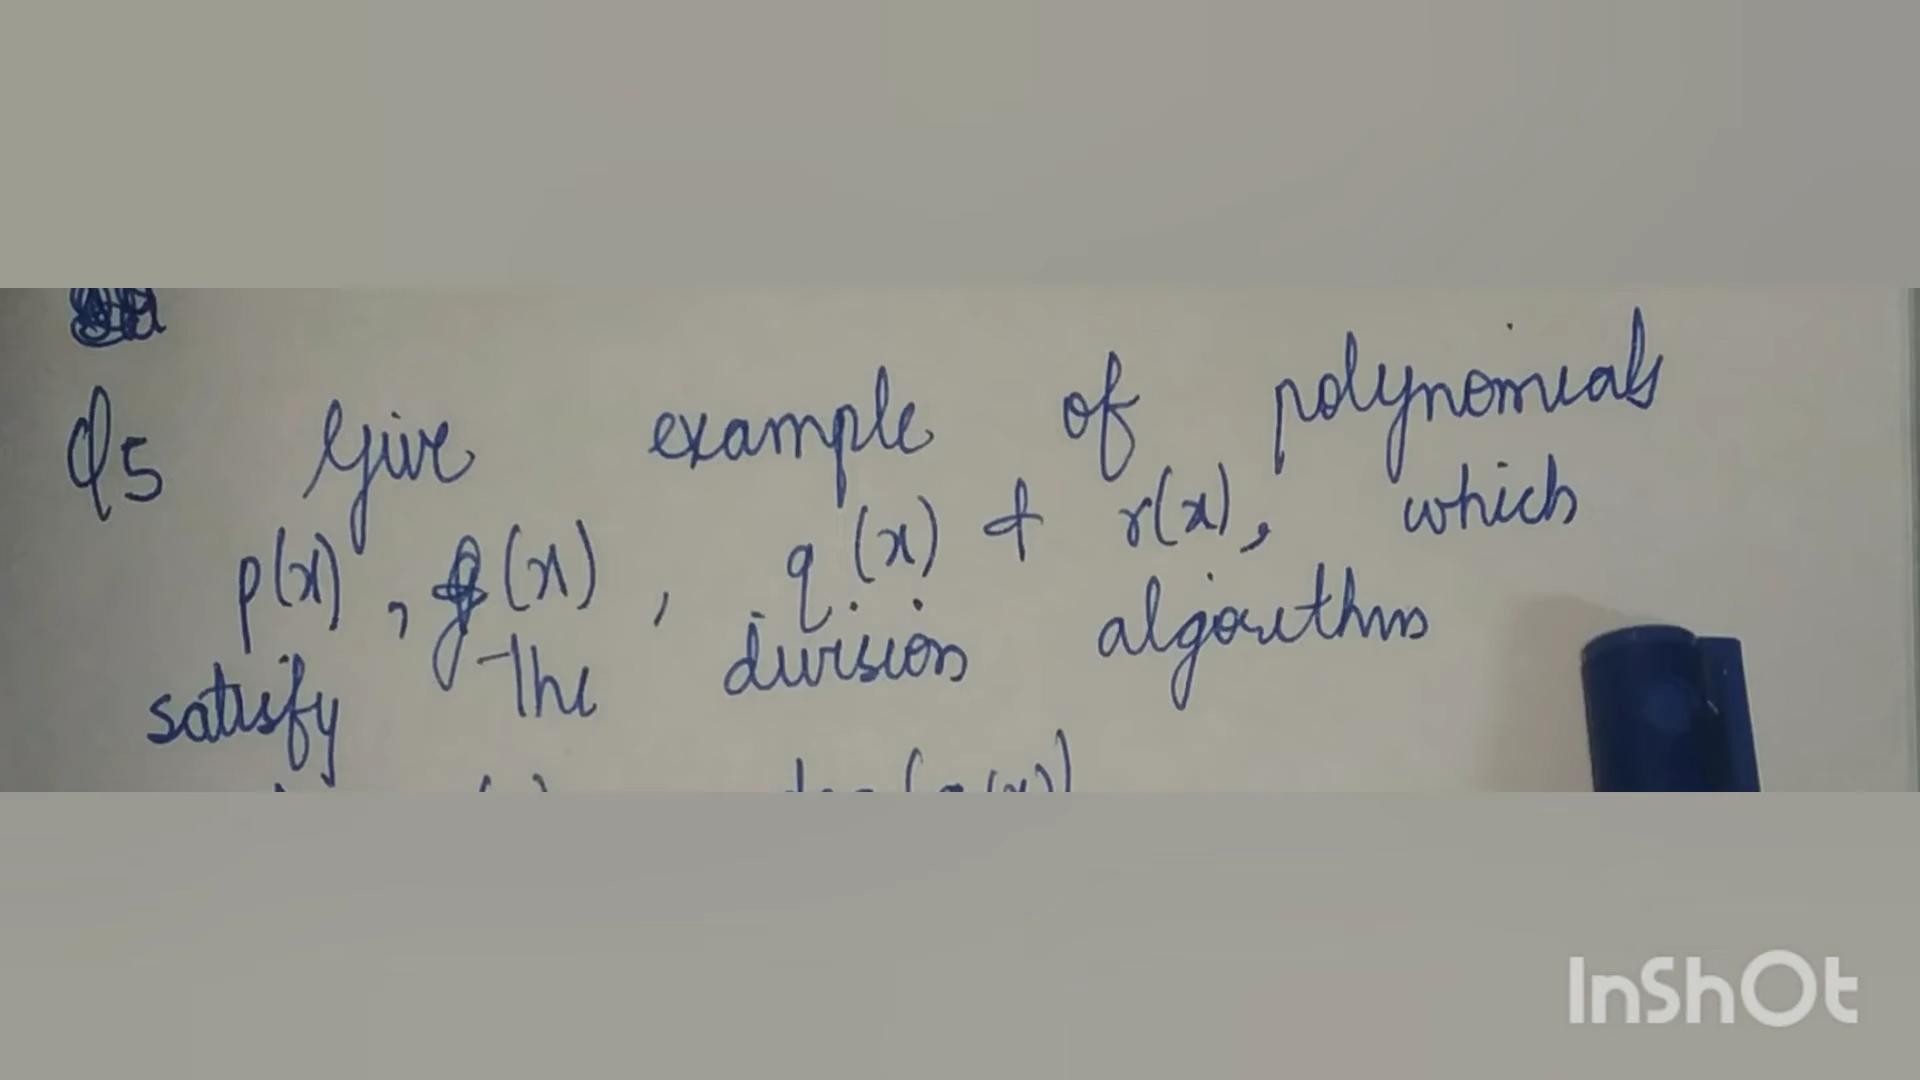 Q5 Give example of polynomials
p(x), g(x), q(x) & r(x), which
satisfy the division algorithm
InShOt